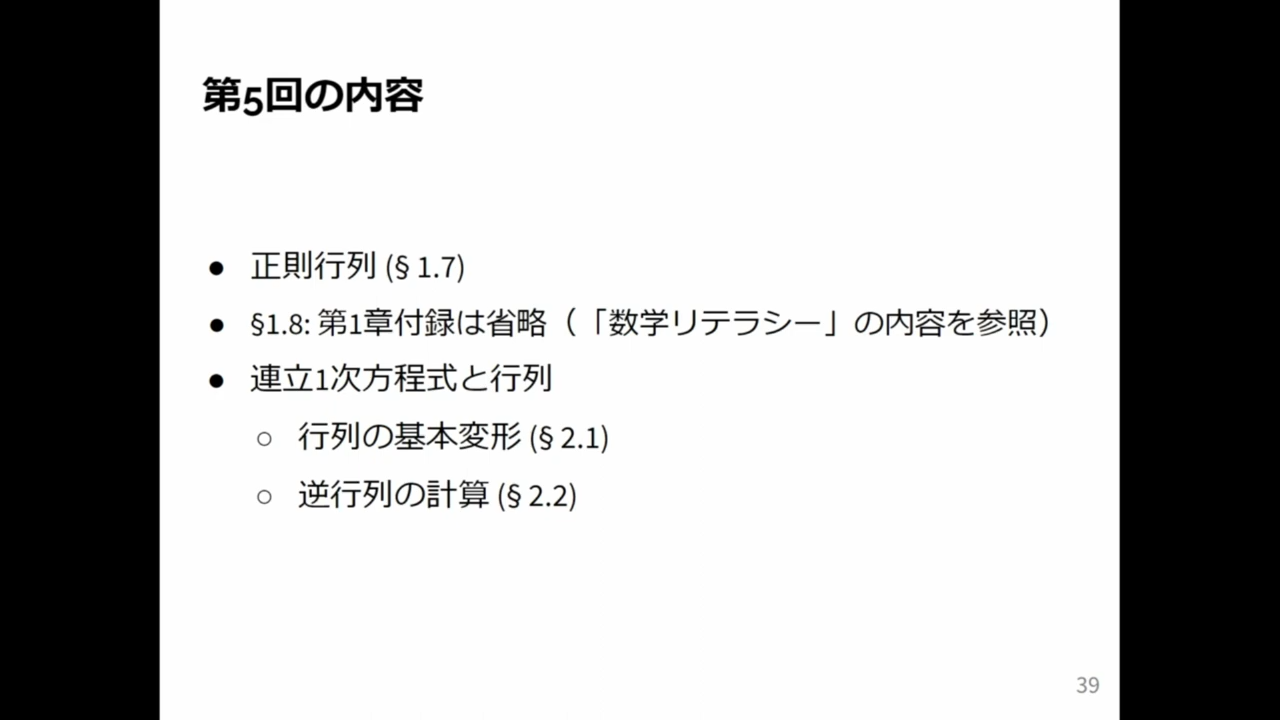 第5回の内容
● 正則行列 (§ 1.7)
● §1.8: 第1章付録は省略（「数学リテラシー」の内容を参照）
● 連立1次方程式と行列
○ 行列の基本変形 (§ 2.1)
○ 逆行列の計算 (§ 2.2)
39